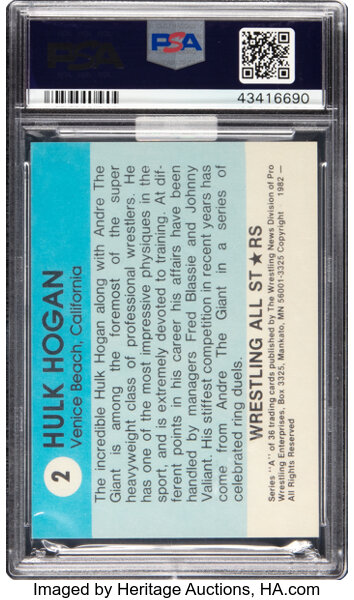 PSA
43416690
2 HULK HOGAN
Venice Beach, California
The incredible Hulk Hogan along with Andre The
Giant is among the foremost of the super
heavyweight class of professional wrestlers. He
has one of the most impressive physiques in the
sport, and is extremely devoted to training. At dif-
ferent points in his career his affairs have been
handled by managers Fred Blassie and Johnny
Valiant. His stiffest competition in recent years has
come from Andre The Giant in a series of
celebrated ring duels.
WRESTLING ALL ST★RS
Series "A" of 36 trading cards published by The Wrestling News Division of Pro
Wrestling Enterprises, Box 3325, Mankato, MN 56001-3325 Copyright 1982 —
All Rights Reserved
Imaged by Heritage Auctions, HA.com